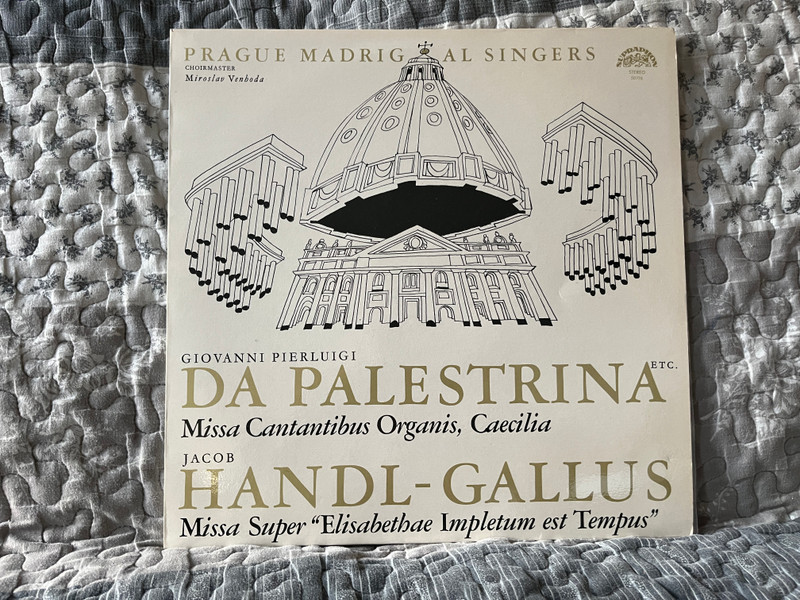 PRAGUE MADRIGAL SINGERS
CHOIRMASTER
Miroslav Venhoda
SUPRAPHON
STEREO
GIOVANNI PIERLUIGI
DA PALESTRINA ETC.
Missa Cantantibus Organis, Caecilia
JACOB
HANDL-GALLUS
Missa Super “Elisabethae Impletum est Tempus”